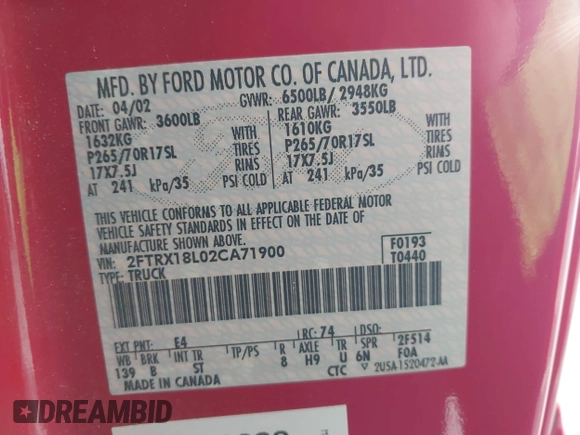 MFD. BY FORD MOTOR CO. OF CANADA, LTD.
DATE: 04/02 GVWR: 6500LB/ 2948KG
FRONT GAWR: 3600LB REAR GAWR: 3550LB
1632KG WITH 1610KG WITH
P265/70R17SL TIRES P265/70R17SL TIRES
17X7.5J RIMS 17X7.5J RIMS
AT 241 kPa/35 PSI COLD AT 241 kPa/35 PSI COLD
THIS VEHICLE CONFORMS TO ALL APPLICABLE FEDERAL MOTOR
VEHICLE SAFETY STANDARDS IN EFFECT ON THE DATE OF
MANUFACTURE SHOWN ABOVE.
VIN: 2FTRX18L02CA71900 F0193
TYPE: TRUCK T0440
EXT PNT: E4 RC: 74 DSO:
WB BRK INT TR TP/PS R AXLE TR SPR 2F514
139 B ST 8 H9 U 6N F0A
MADE IN CANADA CTC 2USA-1520472-AA
DREAMBID